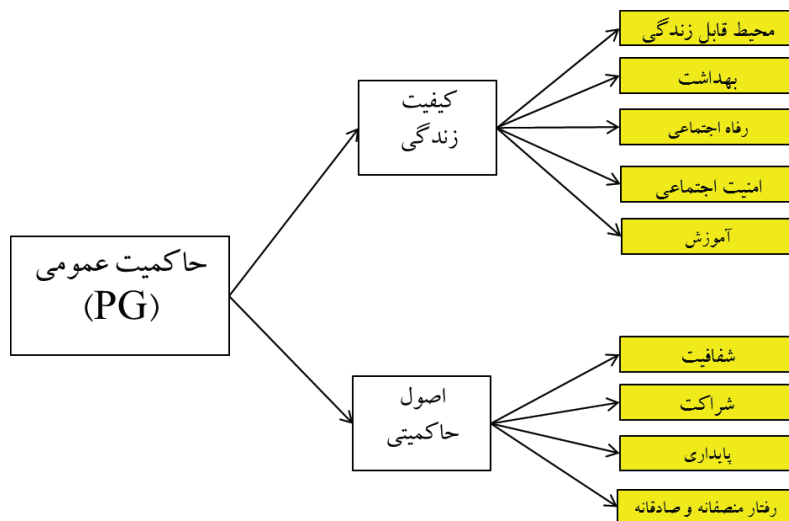 محیط قابل زندگی
بهداشت
رفاه اجتماعی
امنیت اجتماعی
آموزش
کیفیت
زندگی
حاکمیت عمومی
(PG)
اصول
حاکمیتی
شفافیت
شراکت
پایداری
رفتار منصفانه و صادقانه